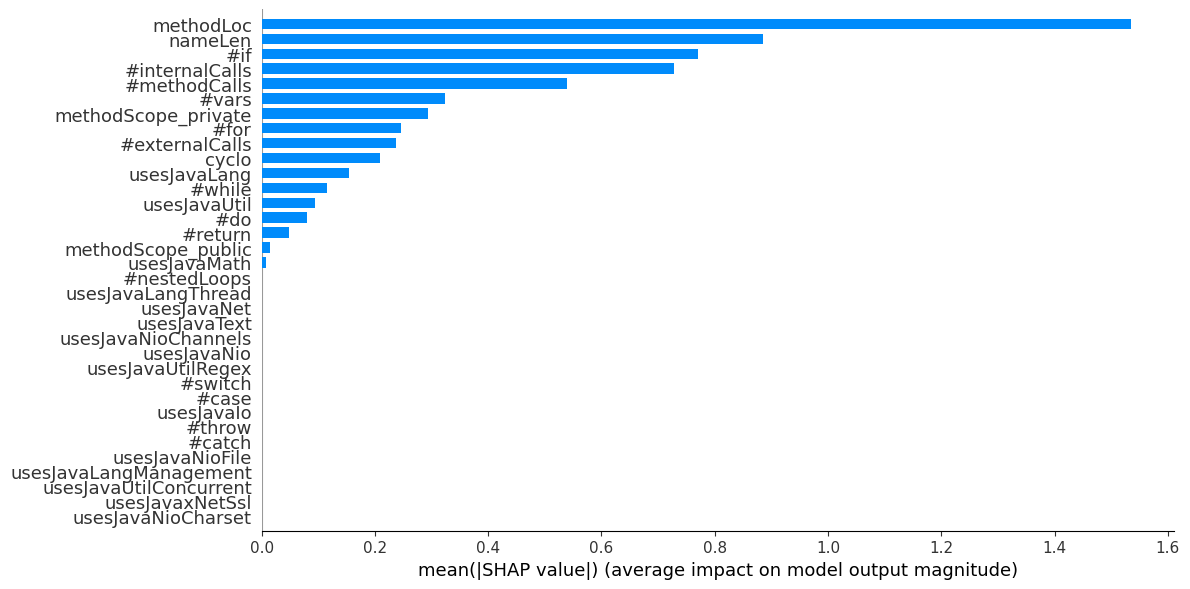 methodLoc
nameLen
#if
#internalCalls
#methodCalls
#vars
methodScope_private
#for
#externalCalls
cyclo
usesJavaLang
#while
usesJavaUtil
#do
#return
methodScope_public
usesJavaMath
#nestedLoops
usesJavaLangThread
usesJavaNet
usesJavaText
usesJavaNioChannels
usesJavaNio
usesJavaUtilRegex
#switch
#case
usesJavaIo
#throw
#catch
usesJavaNioFile
usesJavaLangManagement
usesJavaUtilConcurrent
usesJavaxNetSsl
usesJavaNioCharset
0.0 0.2 0.4 0.6 0.8 1.0 1.2 1.4 1.6
mean(|SHAP value|) (average impact on model output magnitude)